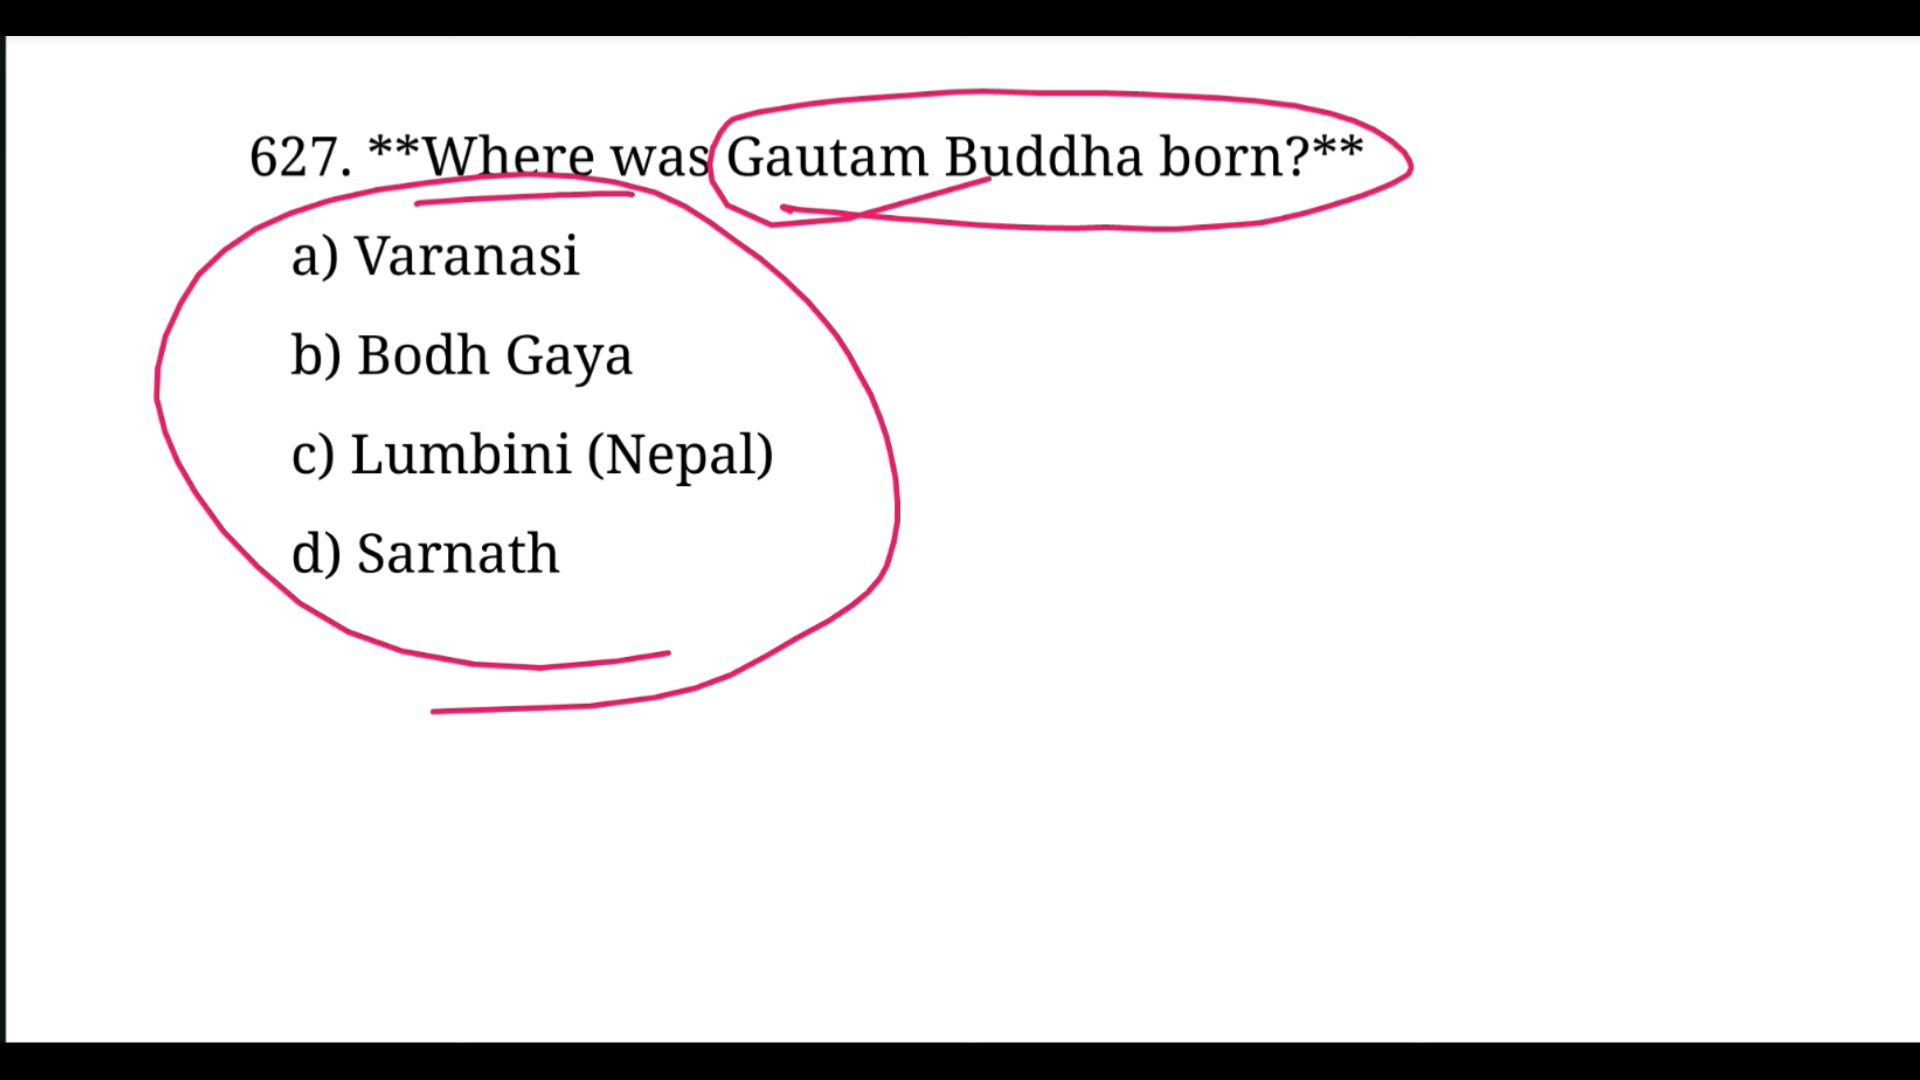 627. **Where was Gautam Buddha born?**
a) Varanasi
b) Bodh Gaya
c) Lumbini (Nepal)
d) Sarnath